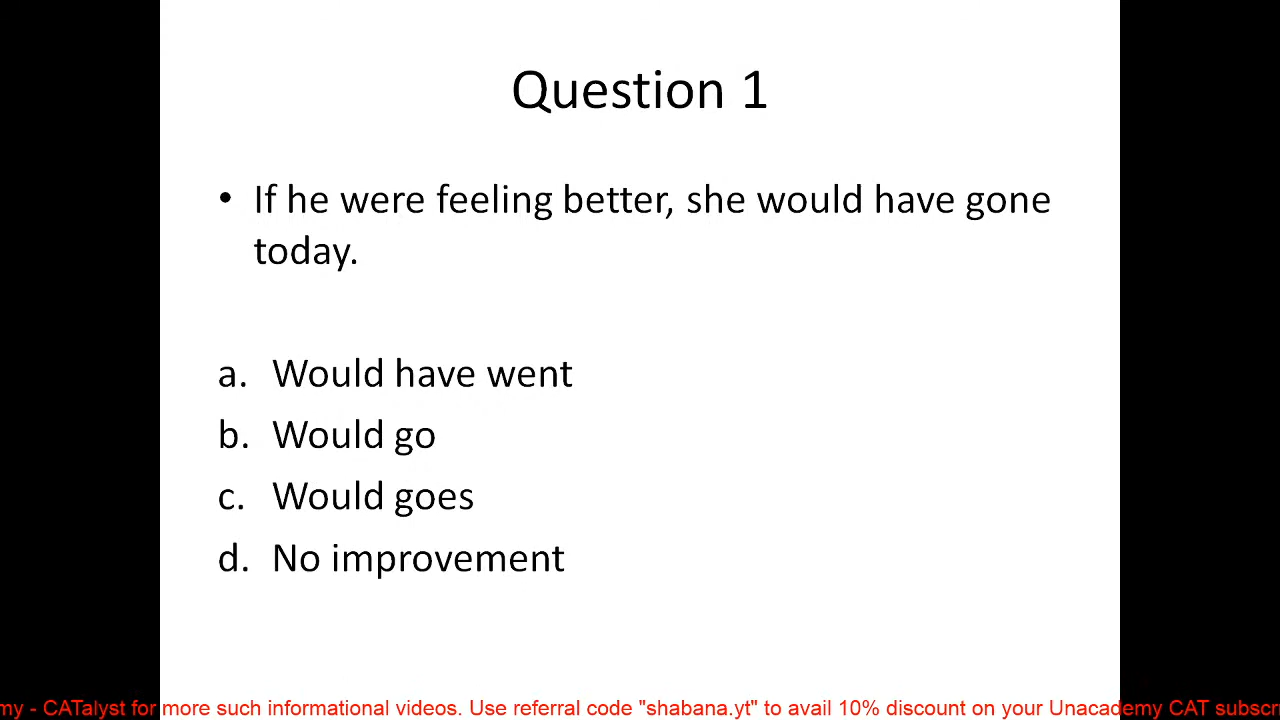 Question 1
• If he were feeling better, she would have gone
today.
a. Would have went
b. Would go
c. Would goes
d. No improvement
my - CATalyst for more such informational videos. Use referral code "shabana.yt" to avail 10% discount on your Unacademy CAT subscr